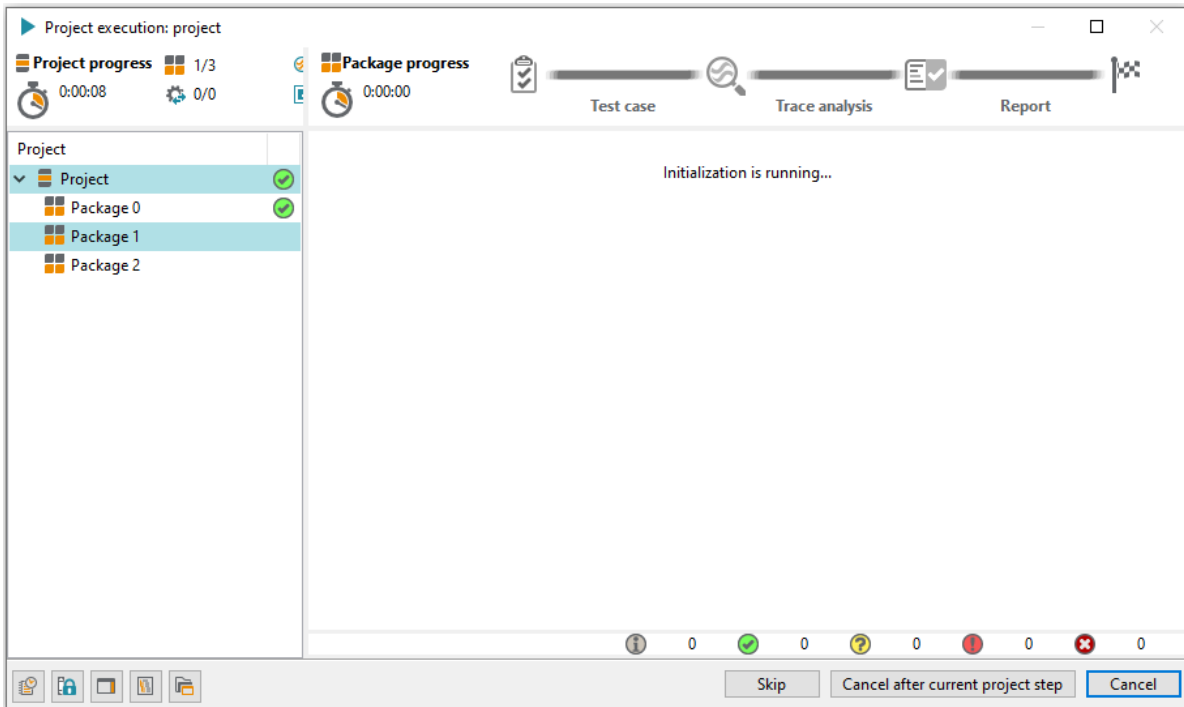 Project execution: project
Project progress 1/3
0:00:08 0/0
Package progress
0:00:00
Test case Trace analysis Report
Project
Project
Package 0
Package 1
Package 2
Initialization is running...
0 0 0 0 0
Skip Cancel after current project step Cancel